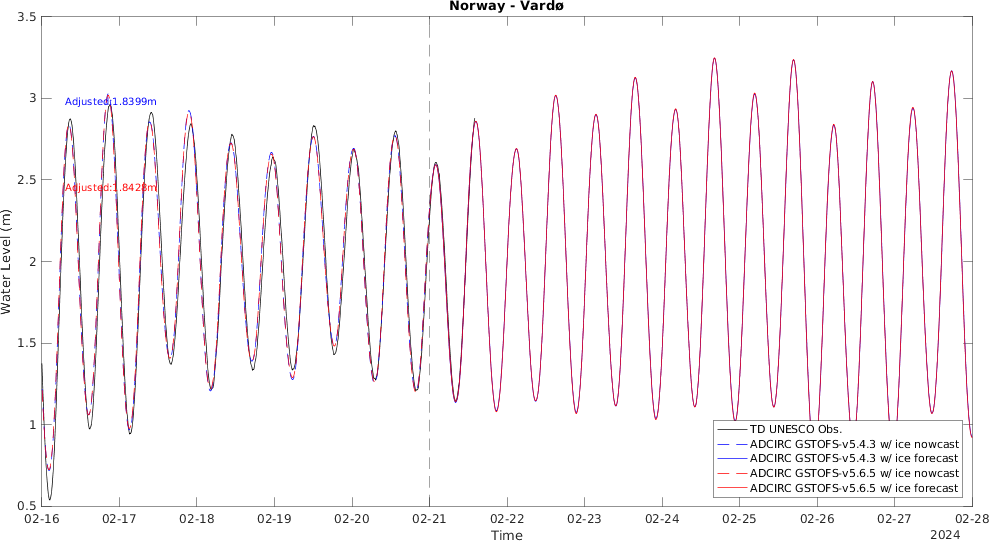 Norway - Vardø
3.5
3
2.5
2
1.5
1
0.5
Water Level (m)
Adjusted:1.8399m
Adjusted:1.8428m
TD UNESCO Obs.
ADCIRC GSTOFS-v5.4.3 w/ ice nowcast
ADCIRC GSTOFS-v5.4.3 w/ ice forecast
ADCIRC GSTOFS-v5.6.5 w/ ice nowcast
ADCIRC GSTOFS-v5.6.5 w/ ice forecast
02-16 02-17 02-18 02-19 02-20 02-21 02-22 02-23 02-24 02-25 02-26 02-27 02-28
Time
2024